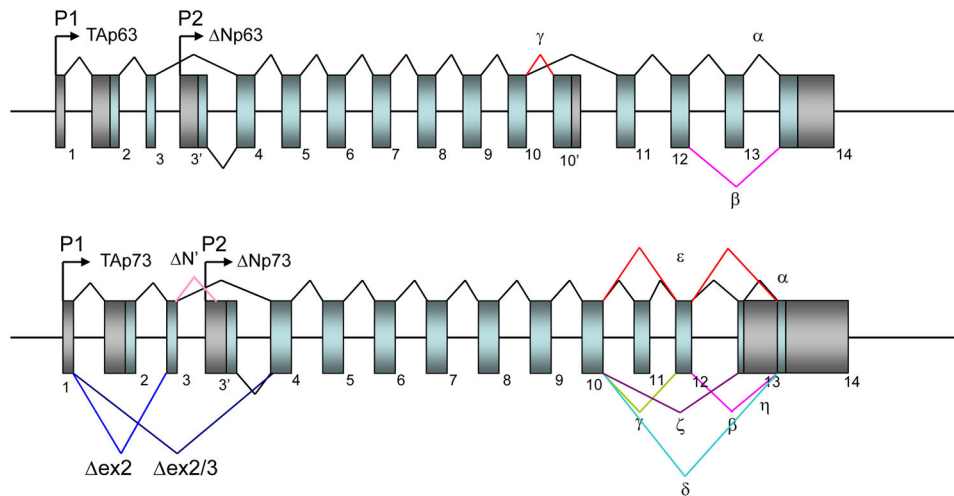 P1 P2
TAp63 ΔNp63 γ α
1 2 3 3' 4 5 6 7 8 9 10 10' 11 12 13 14
β
P1 P2
TAp73 ΔN' ΔNp73 ε α
1 2 3 3' 4 5 6 7 8 9 10 11 12 13 14
γ ζ β η
Δex2 Δex2/3
δ